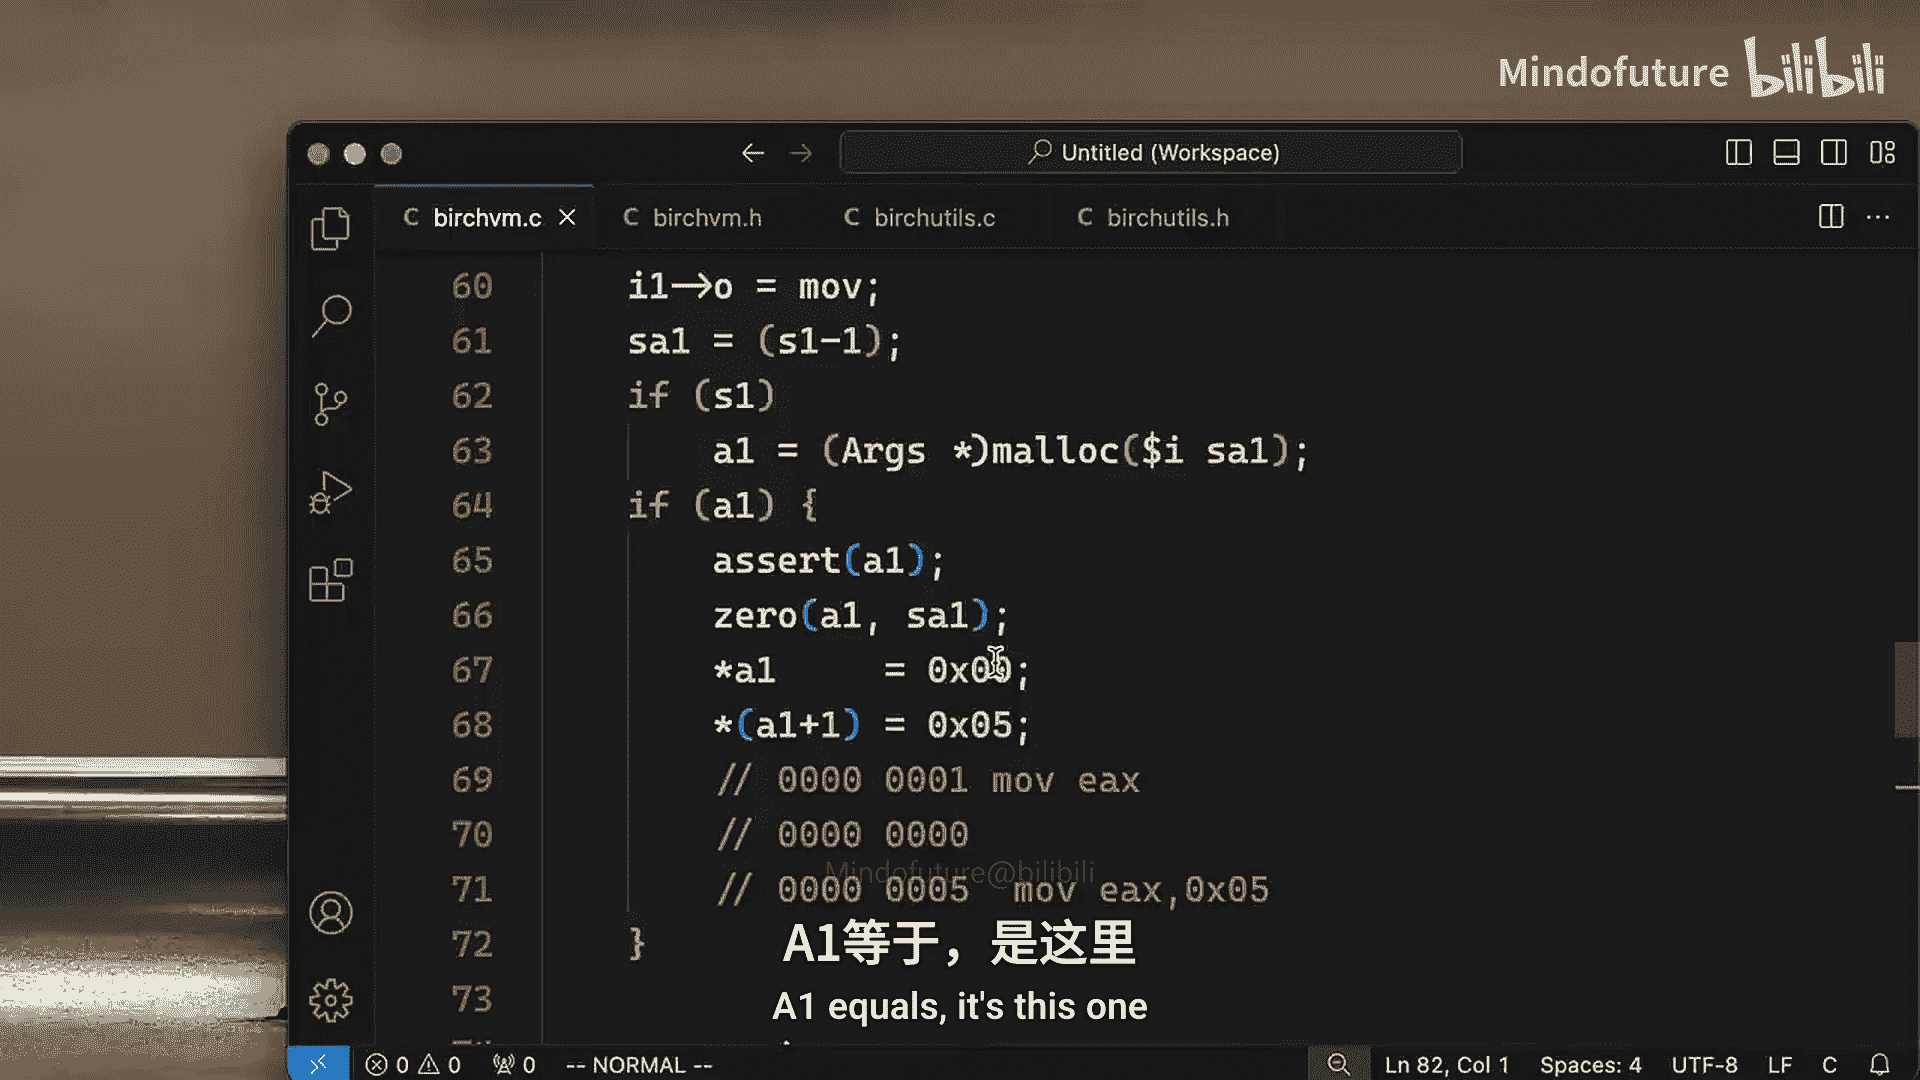 Mindofuture bilibili
Untitled (Workspace)
birchvm.c
birchvm.h
birchutils.c
birchutils.h
60 i1->o = mov;
61 sa1 = (s1-1);
62 if (s1)
63 a1 = (Args *)malloc($i sa1);
64 if (a1) {
65 assert(a1);
66 zero(a1, sa1);
67 *a1 = 0x00;
68 *(a1+1) = 0x05;
69 // 0000 0001 mov eax
70 // 0000 0000
Mindofuture@bilibili
71 // 0000 0005 mov eax,0x05
72 }
A1等于，是这里
73
A1 equals, it's this one
0 0 0 -- NORMAL -- Ln 82, Col 1 Spaces: 4 UTF-8 LF C